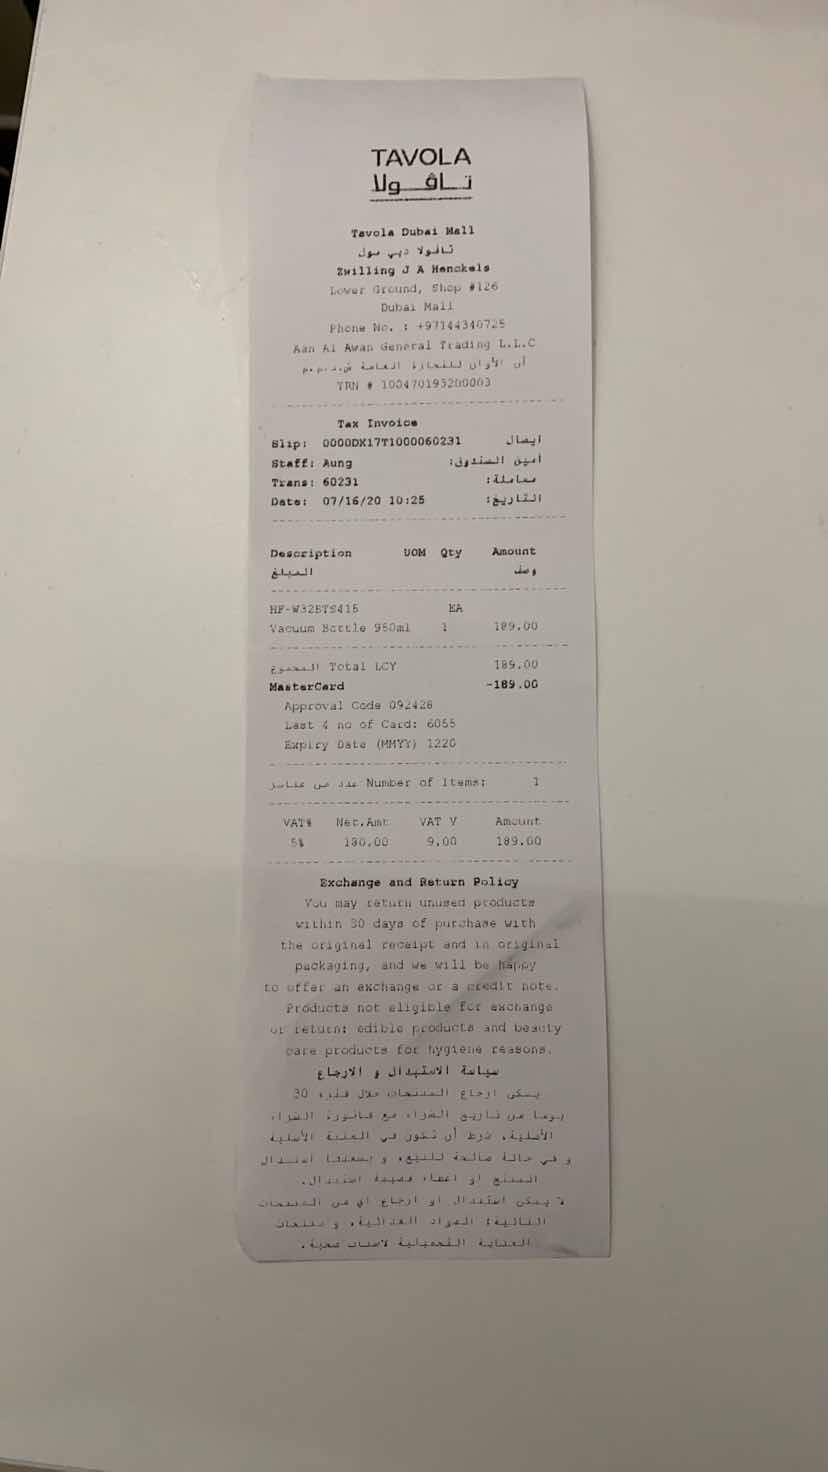 TAVOLA
تافولا
Tavola Dubai Mall
تافولا دبي مول
Zwilling J A Henckels
Lower Ground, Shop #126
Dubai Mall
Phone No. : +97144340725
Aan Al Awan General Trading L.L.C
أن الأوان للتجارة العامة ش.ذ.م.م
TRN # 100470193200003
Tax Invoice
Slip: 0000DX17T1000060231 ايصال
Staff: Aung أمين الصندوق:
Trans: 60231 معاملة:
Date: 07/16/20 10:25 التاريخ:
Description UOM Qty Amount
المبلغ وصف
HF-W32BTS416 EA
Vacuum Bottle 950ml 1 189.00
المجموع Total LCY 189.00
MasterCard -189.00
Approval Code 092428
Last 4 no of Card: 6055
Expiry Date (MMYY) 1220
عدد من عناصر Number of Items: 1
VAT% Net.Amt VAT V Amount
5% 180.00 9.00 189.00
Exchange and Return Policy
You may return unused products
within 30 days of purchase with
the original receipt and in original
packaging, and we will be happy
to offer an exchange or a credit note.
Products not eligible for exchange
or return: edible products and beauty
care products for hygiene reasons.
سياسة الاستبدال و الارجاع
يمكن ارجاع المنتجات خلال فترة 30
يوما من تاريخ الشراء مع فاتورة الشراء
الأصلية، شرط أن تكون في العلبة الأصلية
و في حالة صالحة للبيع، و يسعدنا استبدال
المنتج او اعطاء قسيمة استبدال.
لا يمكن استبدال او ارجاع اي من المنتجات
التالية: المواد الغذائية، و منتجات
العناية التجميلية لاسباب صحية.